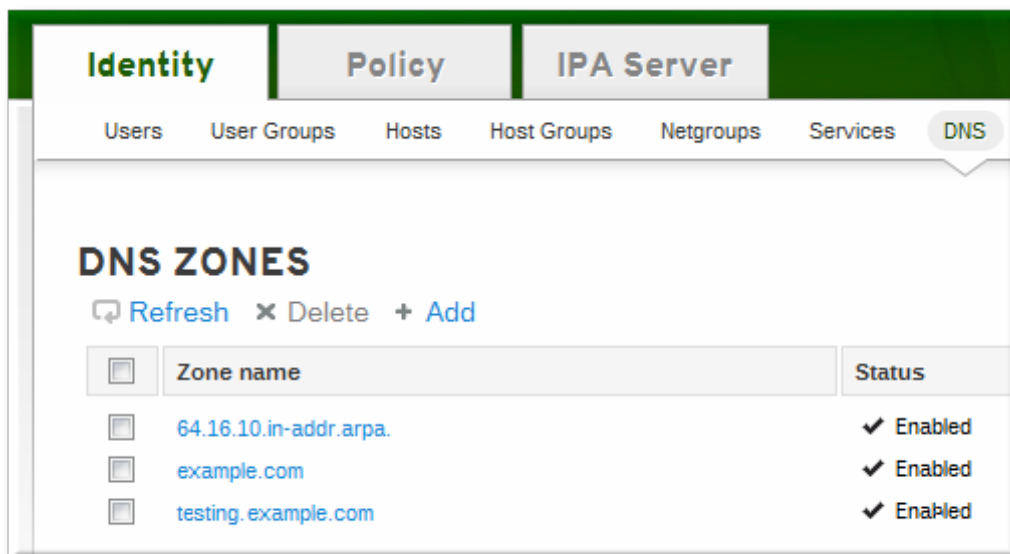 Identity Policy IPA Server
Users User Groups Hosts Host Groups Netgroups Services DNS
DNS ZONES
Refresh Delete + Add
Zone name Status
64.16.10.in-addr.arpa. Enabled
example.com Enabled
testing.example.com Enabled